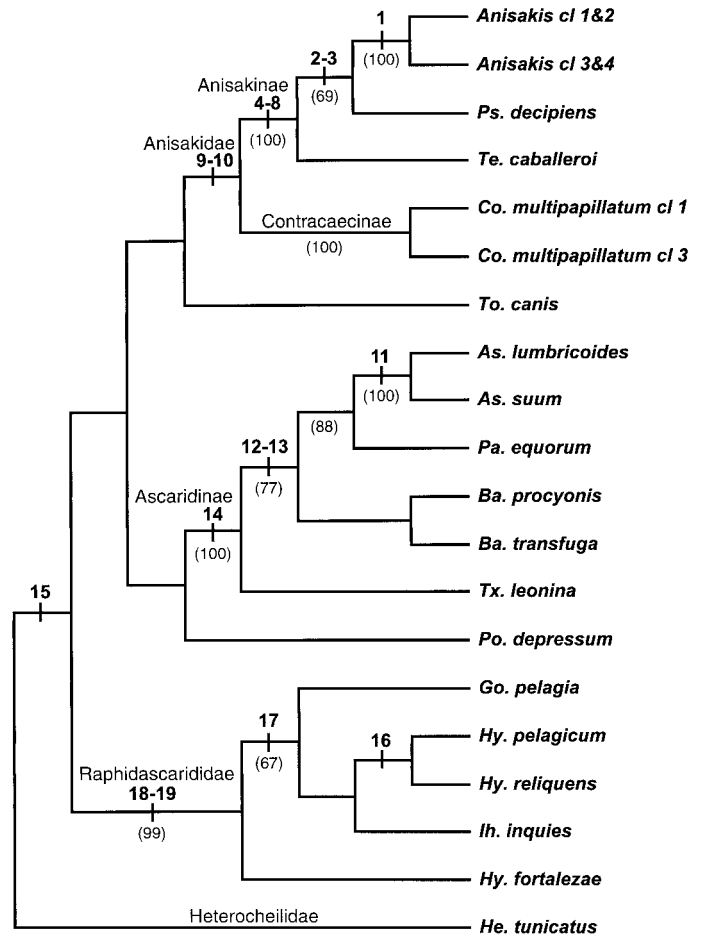 1
Anisakis cl 1&2
(100)
Anisakis cl 3&4
2-3
(69)
Anisakinae
4-8
(100)
Ps. decipiens
Anisakidae
9-10
Te. caballeroi
Contracaecinae
(100)
Co. multipapillatum cl 1
Co. multipapillatum cl 3
To. canis
11
(100)
As. lumbricoides
As. suum
(88)
Pa. equorum
12-13
(77)
Ba. procyonis
Ba. transfuga
Ascaridinae
14
(100)
Tx. leonina
15
Po. depressum
Go. pelagia
17
(67)
16
Hy. pelagicum
Hy. reliquens
Raphidascarididae
18-19
(99)
Ih. inquies
Hy. fortalezae
Heterocheilidae
He. tunicatus